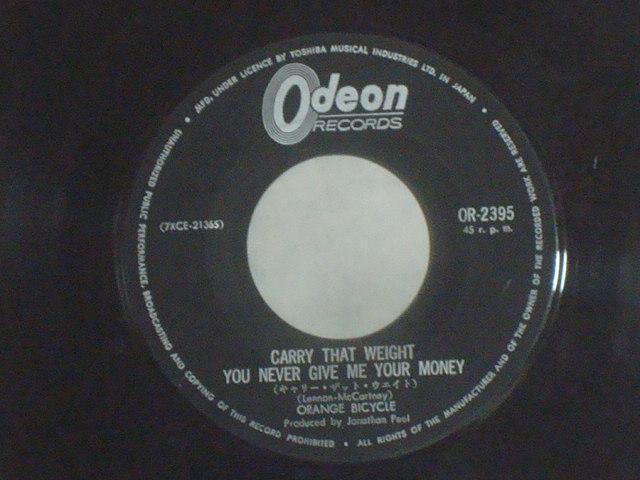 MFD. UNDER LICENCE BY TOSHIBA MUSICAL INDUSTRIES LTD. IN JAPAN
Odeon
RECORDS
(7XCE-21365)
OR-2395
45 r. p. m.
CARRY THAT WEIGHT
YOU NEVER GIVE ME YOUR MONEY
(キャリー・ザット・ウエイト)
(Lennon-McCartney)
ORANGE BICYCLE
Produced by Jonathan Peel
• ALL RIGHTS OF THE MANUFACTURER AND OF THE OWNER OF THE RECORDED WORK ARE RESERVED •
UNAUTHORIZED PUBLIC PERFORMANCE, BROADCASTING AND COPYING OF THIS RECORD PROHIBITED